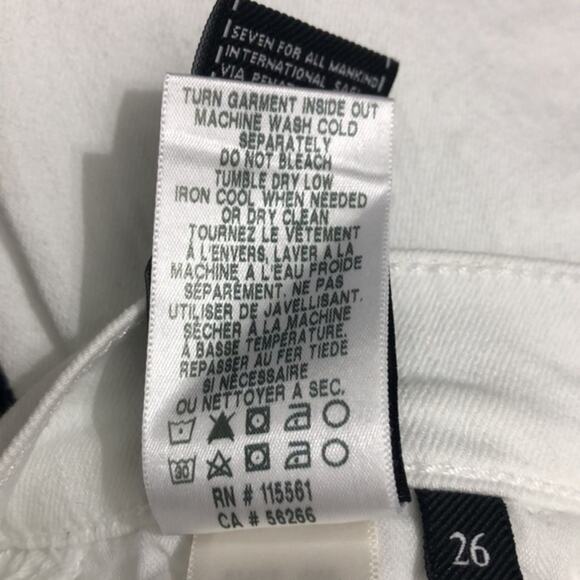 SEVEN FOR ALL MANKIND
INTERNATIONAL
VIA
TURN GARMENT INSIDE OUT
MACHINE WASH COLD
SEPARATELY
DO NOT BLEACH
TUMBLE DRY LOW
IRON COOL WHEN NEEDED
OR DRY CLEAN
TOURNEZ LE VÊTEMENT
À L'ENVERS, LAVER A LA
MACHINE A L'EAU FROIDE
SÉPARÉMENT. NE PAS
UTILISER DE JAVELLISANT.
SÉCHER À LA MACHINE
À BASSE TEMPÉRATURE.
REPASSER AU FER TIEDE
SI NÉCESSAIRE
OU NETTOYER A SEC.
30
RN # 115561
CA # 56266
26